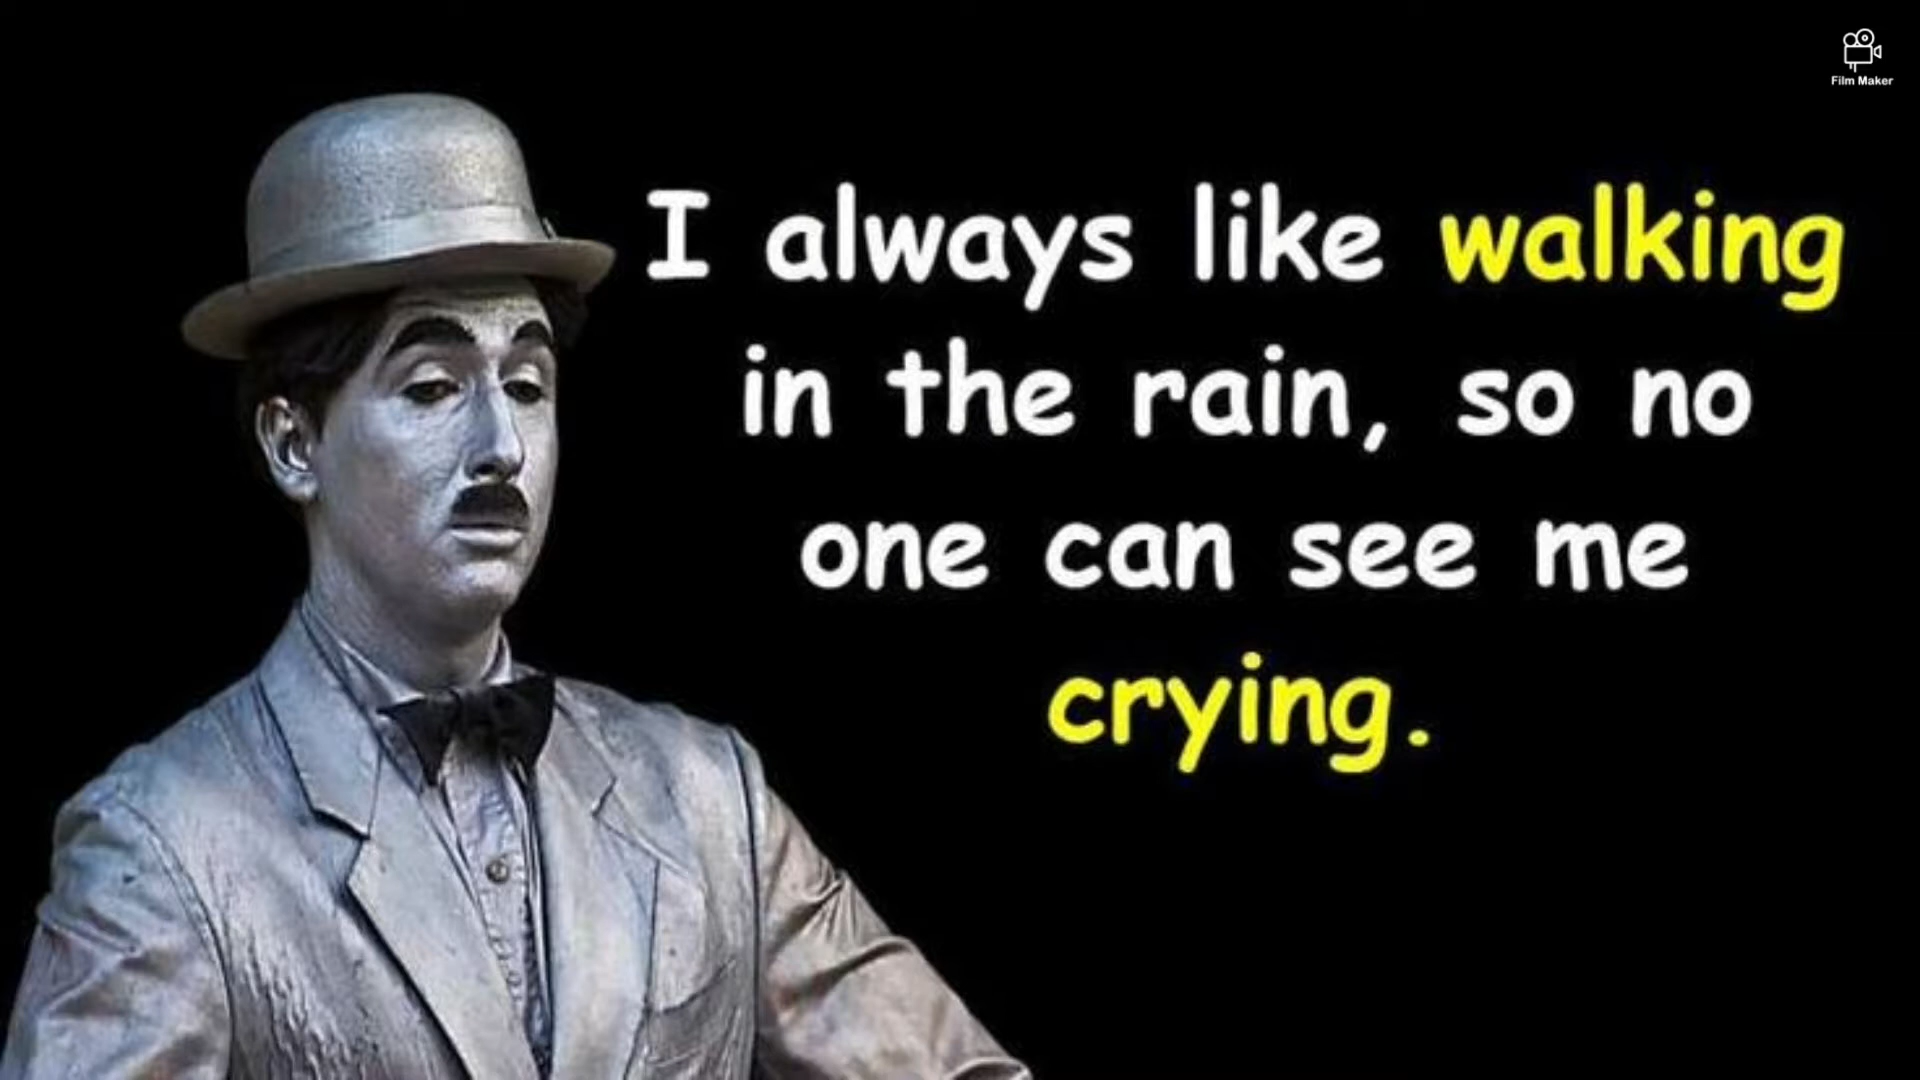 Film Maker
I always like walking
in the rain, so no
one can see me
crying.